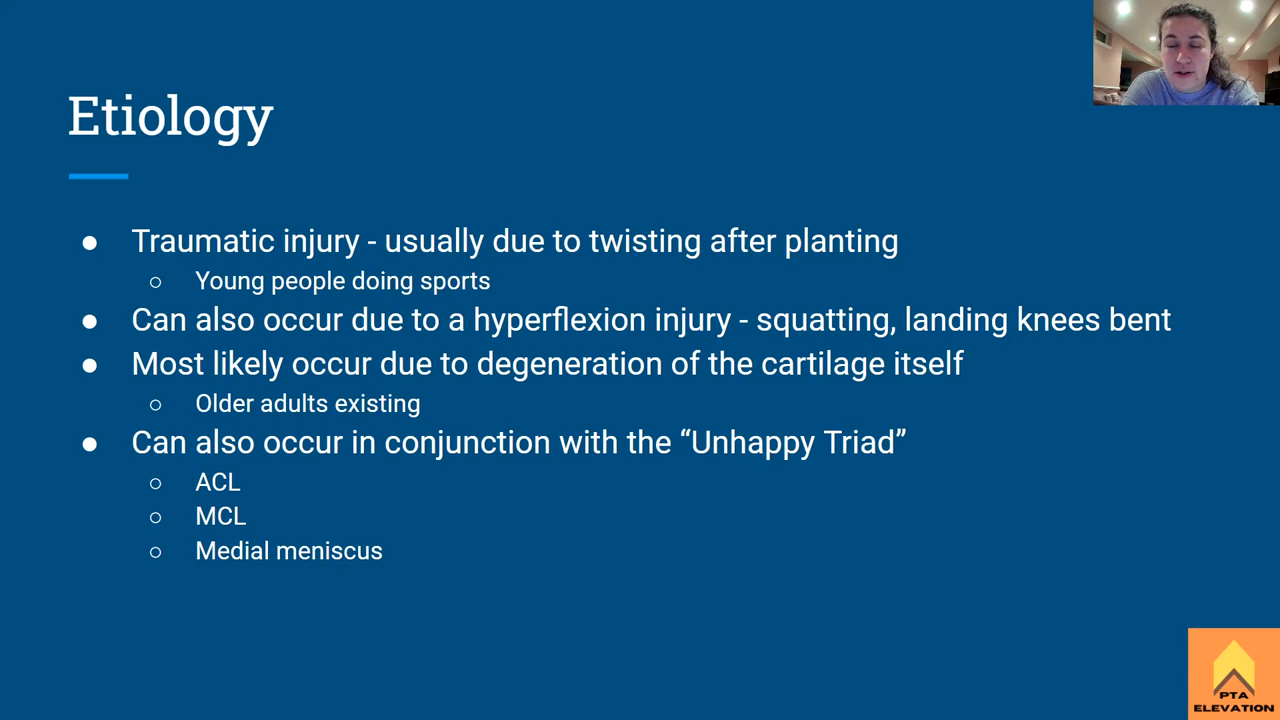 Etiology
● Traumatic injury - usually due to twisting after planting
○ Young people doing sports
● Can also occur due to a hyperflexion injury - squatting, landing knees bent
● Most likely occur due to degeneration of the cartilage itself
○ Older adults existing
● Can also occur in conjunction with the “Unhappy Triad”
○ ACL
○ MCL
○ Medial meniscus
PTA
ELEVATION